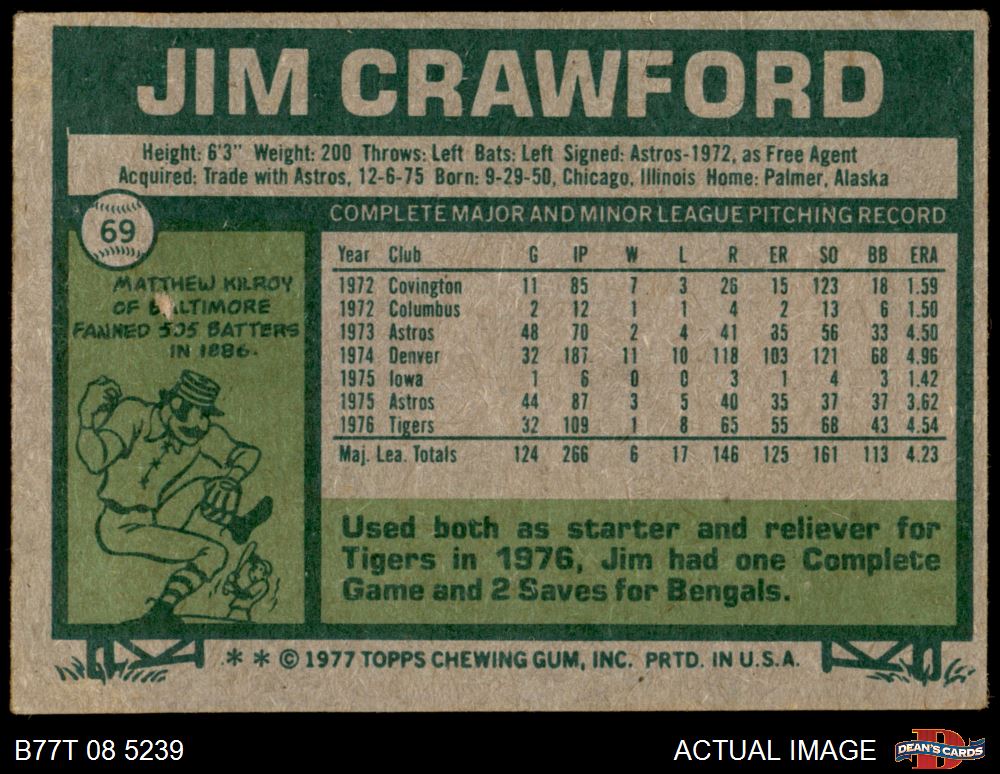 JIM CRAWFORD
Height: 6'3" Weight: 200 Throws: Left Bats: Left Signed: Astros-1972, as Free Agent
Acquired: Trade with Astros, 12-6-75 Born: 9-29-50, Chicago, Illinois Home: Palmer, Alaska
69
MATTHEW KILROY
OF BALTIMORE
FANNED 505 BATTERS
IN 1886.
COMPLETE MAJOR AND MINOR LEAGUE PITCHING RECORD
Year Club G IP W L R ER SO BB ERA
1972 Covington 11 85 7 3 26 15 123 18 1.59
1972 Columbus 2 12 1 1 4 2 13 6 1.50
1973 Astros 48 70 2 4 41 35 56 33 4.50
1974 Denver 32 187 11 10 118 103 121 68 4.96
1975 Iowa 1 6 0 0 3 1 4 3 1.42
1975 Astros 44 87 3 5 40 35 37 37 3.62
1976 Tigers 32 109 1 8 65 55 68 43 4.54
Maj. Lea. Totals 124 266 6 17 146 125 161 113 4.23
Used both as starter and reliever for
Tigers in 1976, Jim had one Complete
Game and 2 Saves for Bengals.
* * © 1977 TOPPS CHEWING GUM, INC. PRTD. IN U.S.A.
B77T 08 5239
ACTUAL IMAGE
D
DEAN'S CARDS